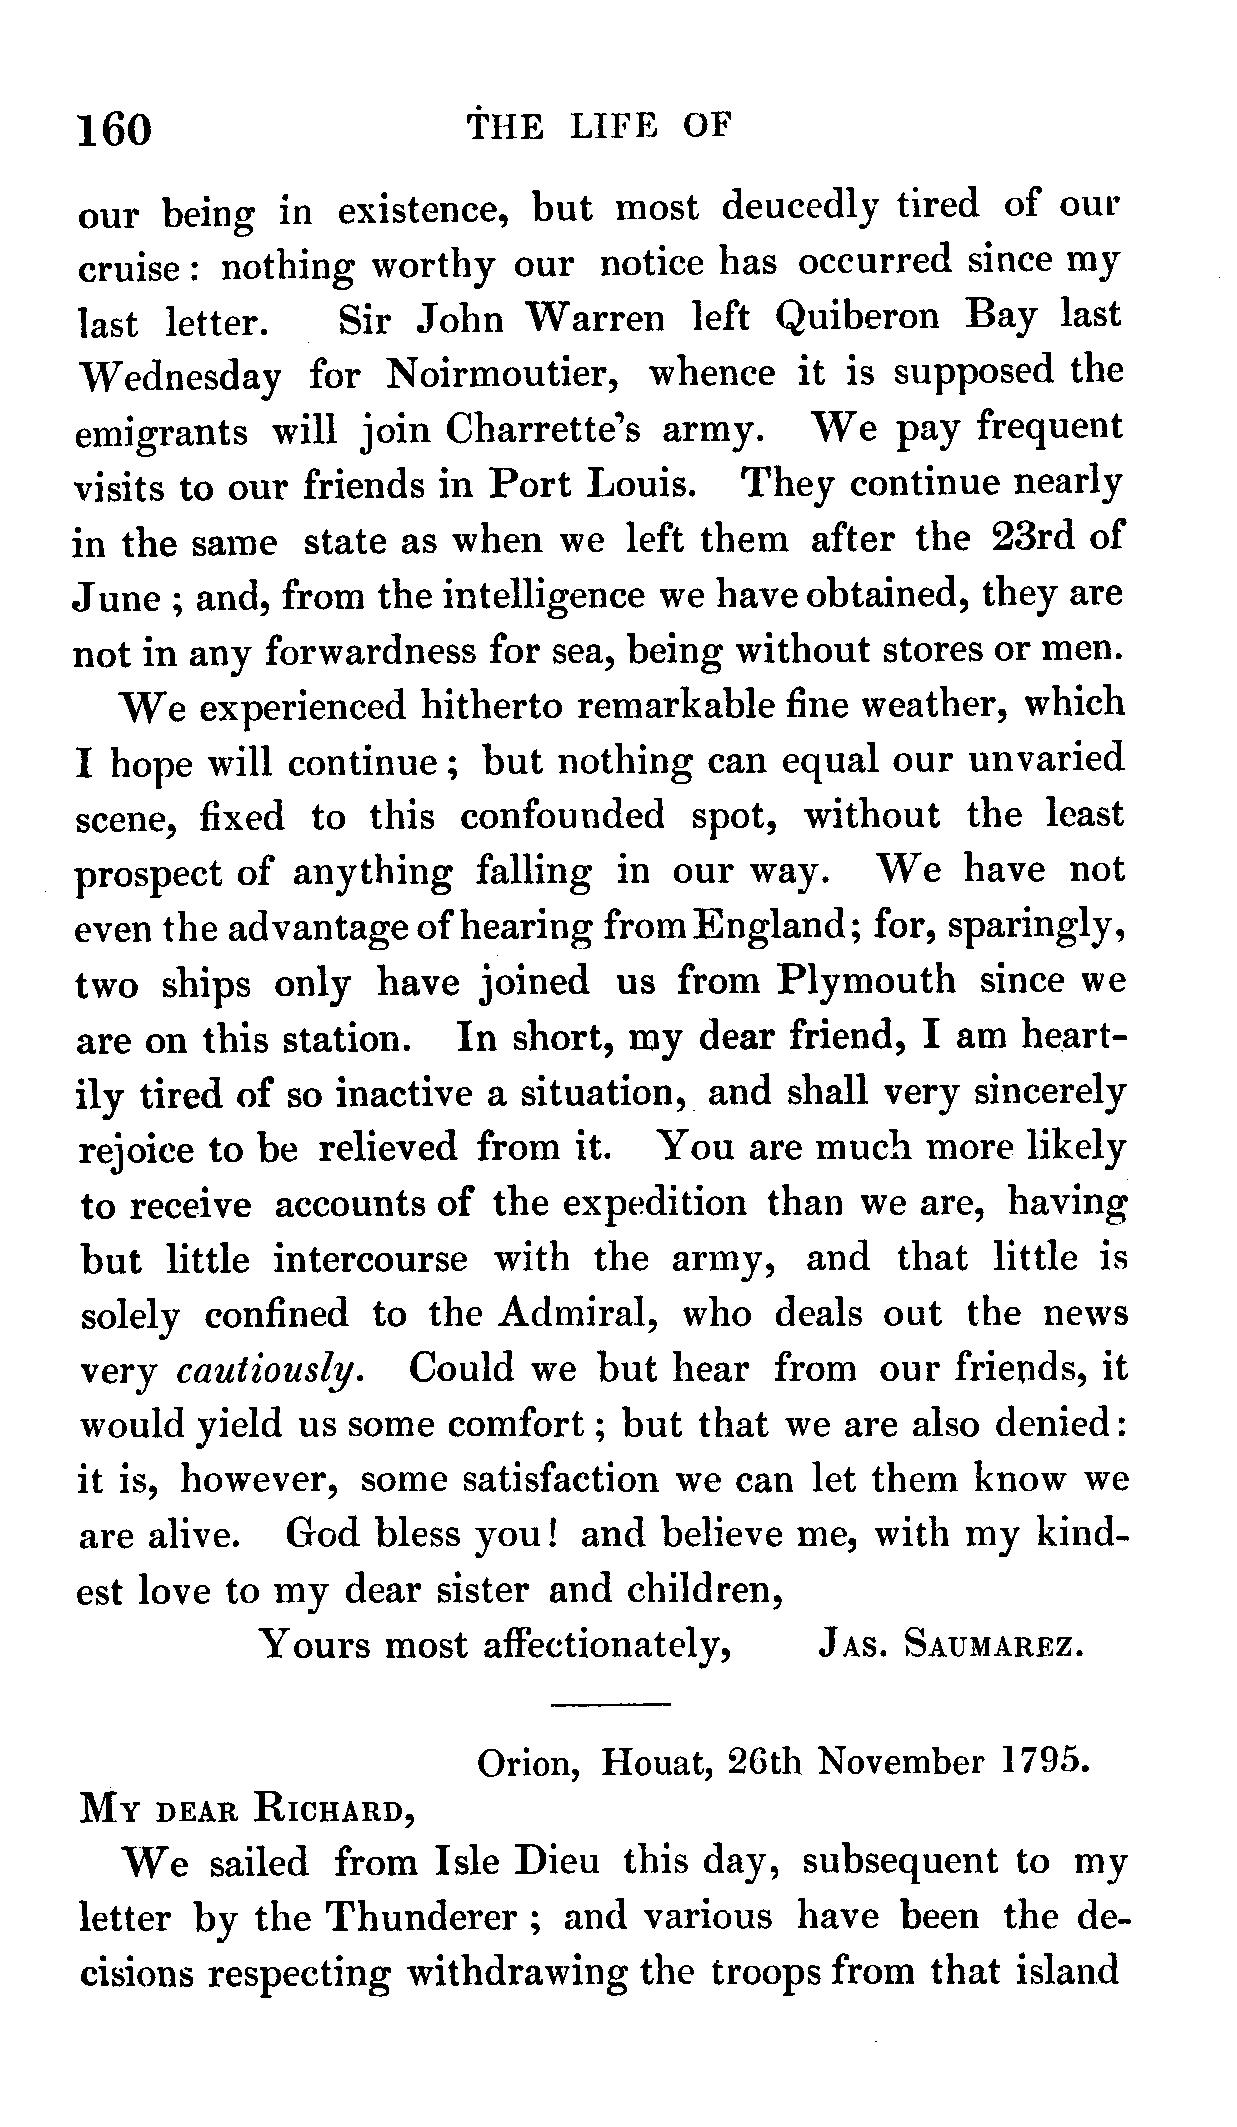 160 THE LIFE OF
our being in existence, but most deucedly tired of our
cruise : nothing worthy our notice has occurred since my
last letter. Sir John Warren left Quiberon Bay last
Wednesday for Noirmoutier, whence it is supposed the
emigrants will join Charrette's army. We pay frequent
visits to our friends in Port Louis. They continue nearly
in the same state as when we left them after the 23rd of
June ; and, from the intelligence we have obtained, they are
not in any forwardness for sea, being without stores or men.
We experienced hitherto remarkable fine weather, which
I hope will continue ; but nothing can equal our unvaried
scene, fixed to this confounded spot, without the least
prospect of anything falling in our way. We have not
even the advantage of hearing from England; for, sparingly,
two ships only have joined us from Plymouth since we
are on this station. In short, my dear friend, I am heart-
ily tired of so inactive a situation, and shall very sincerely
rejoice to be relieved from it. You are much more likely
to receive accounts of the expedition than we are, having
but little intercourse with the army, and that little is
solely confined to the Admiral, who deals out the news
very cautiously. Could we but hear from our friends, it
would yield us some comfort ; but that we are also denied:
it is, however, some satisfaction we can let them know we
are alive. God bless you! and believe me, with my kind-
est love to my dear sister and children,
Yours most affectionately, JAS. SAUMAREZ.
Orion, Houat, 26th November 1795.
MY DEAR RICHARD,
We sailed from Isle Dieu this day, subsequent to my
letter by the Thunderer ; and various have been the de-
cisions respecting withdrawing the troops from that island